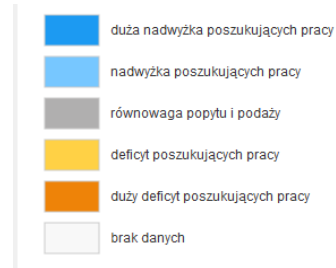 duża nadwyżka poszukujących pracy
nadwyżka poszukujących pracy
równowaga popytu i podaży
deficyt poszukujących pracy
duży deficyt poszukujących pracy
brak danych